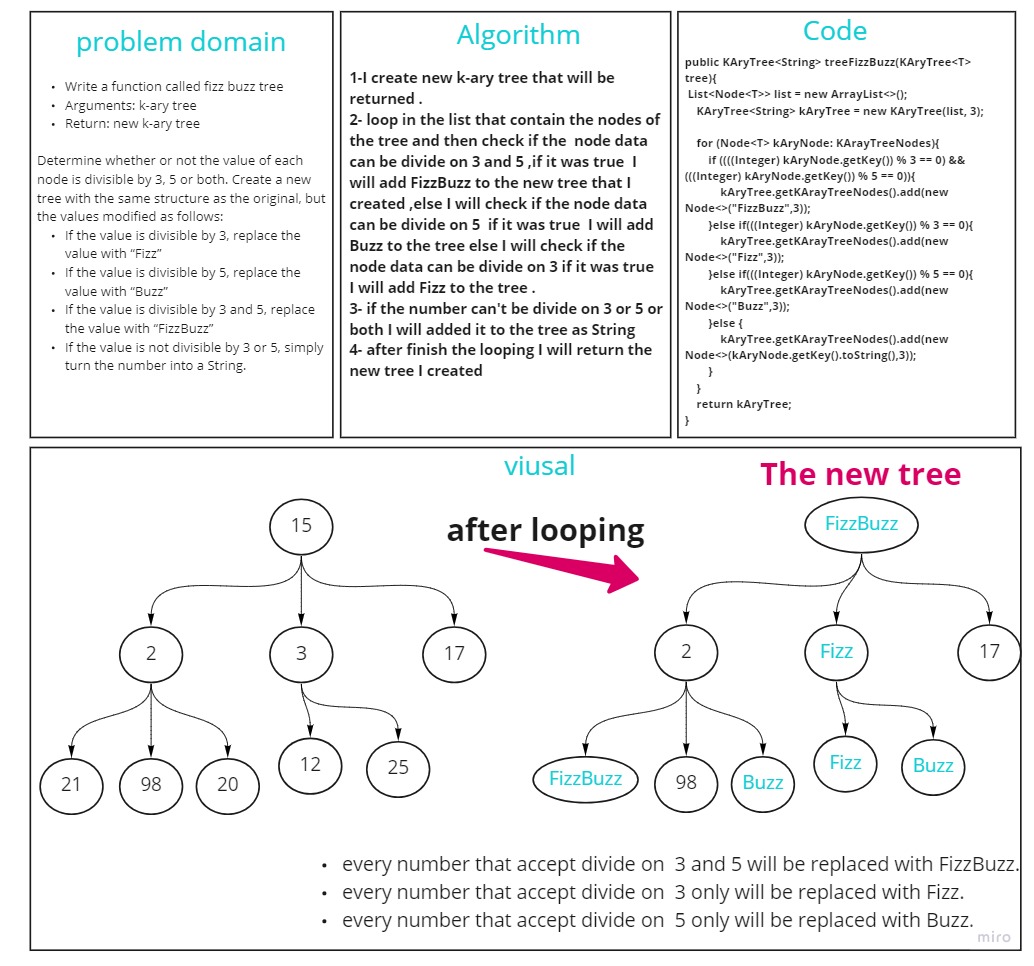 problem domain
• Write a function called fizz buzz tree
• Arguments: k-ary tree
• Return: new k-ary tree
Determine whether or not the value of each
node is divisible by 3, 5 or both. Create a new
tree with the same structure as the original, but
the values modified as follows:
• If the value is divisible by 3, replace the
value with “Fizz”
• If the value is divisible by 5, replace the
value with “Buzz”
• If the value is divisible by 3 and 5, replace
the value with “FizzBuzz”
• If the value is not divisible by 3 or 5, simply
turn the number into a String.
Algorithm
1-I create new k-ary tree that will be
returned .
2- loop in the list that contain the nodes of
the tree and then check if the  node data
can be divide on 3 and 5 ,if it was true  I
will add FizzBuzz to the new tree that I
created ,else I will check if the node data
can be divide on 5  if it was true  I will add
Buzz to the tree else I will check if the
node data can be divide on 3 if it was true
I will add Fizz to the tree .
3- if the number can't be divide on 3 or 5 or
both I will added it to the tree as String
4- after finish the looping I will return the
new tree I created
Code
public KAryTree<String> treeFizzBuzz(KAryTree<T>
tree){
List<Node<T>> list = new ArrayList<>();
KAryTree<String> kAryTree = new KAryTree(list, 3);
for (Node<T> kAryNode: KArayTreeNodes){
if ((((Integer) kAryNode.getKey()) % 3 == 0) &&
(((Integer) kAryNode.getKey()) % 5 == 0)){
kAryTree.getKArayTreeNodes().add(new
Node<>("FizzBuzz",3));
}else if(((Integer) kAryNode.getKey()) % 3 == 0){
kAryTree.getKArayTreeNodes().add(new
Node<>("Fizz",3));
}else if(((Integer) kAryNode.getKey()) % 5 == 0){
kAryTree.getKArayTreeNodes().add(new
Node<>("Buzz",3));
}else {
kAryTree.getKArayTreeNodes().add(new
Node<>(kAryNode.getKey().toString(),3));
}
}
return kAryTree;
}
viusal
The new tree
after looping
15
2
3
17
21
98
20
12
25
FizzBuzz
2
Fizz
17
FizzBuzz
98
Buzz
Fizz
Buzz
• every number that accept divide on  3 and 5 will be replaced with FizzBuzz.
• every number that accept divide on  3 only will be replaced with Fizz.
• every number that accept divide on  5 only will be replaced with Buzz.
miro